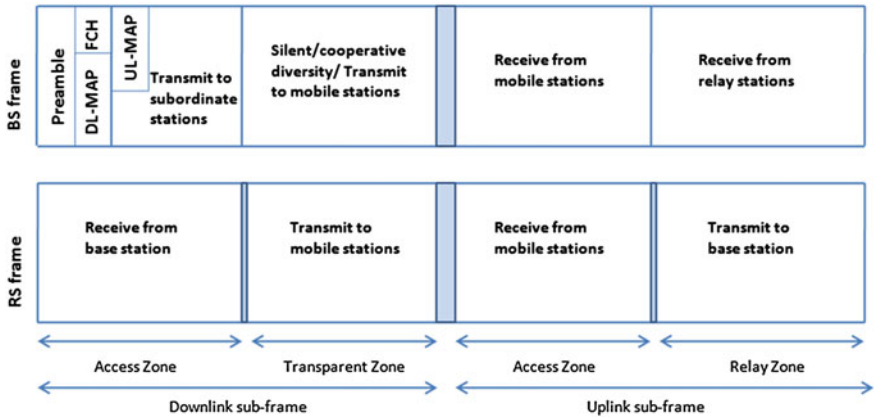 BS frame
Preamble
FCH
DL-MAP
UL-MAP
Transmit to
subordinate
stations
Silent/cooperative
diversity/ Transmit
to mobile stations
Receive from
mobile stations
Receive from
relay stations
RS frame
Receive from
base station
Transmit to
mobile stations
Receive from
mobile stations
Transmit to
base station
Access Zone
Transparent Zone
Access Zone
Relay Zone
Downlink sub-frame
Uplink sub-frame